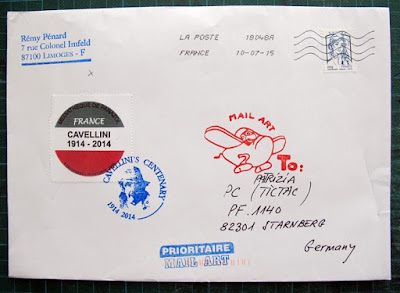 Rémy Pénard
7 rue Colonel Imfeld
87100 LIMOGES - F
LA POSTE 18048A
FRANCE 10-07-15
FRANCE
CAVELLINI
1914 - 2014
CAVELLINI'S CENTENARY
1914 2014
MAIL ART
To:
PATRIZIA
PC (TICTAC)
PF. 1140
82301 STARNBERG
Germany
PRIORITAIRE
MAIL ART